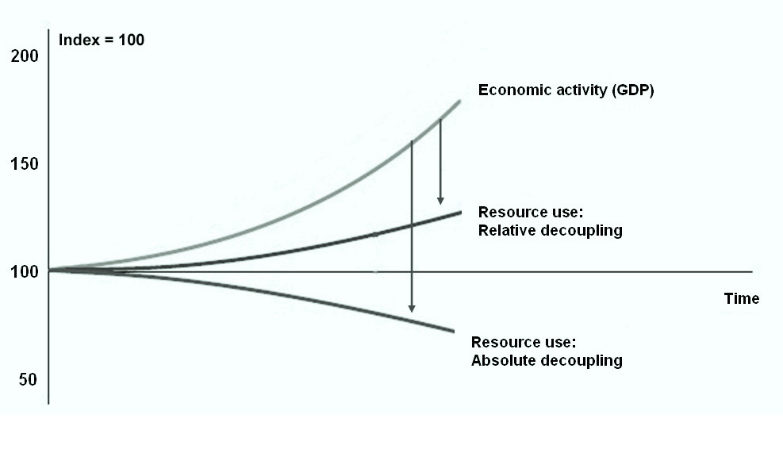 Index = 100
200
Economic activity (GDP)
150
Resource use:
Relative decoupling
100
Time
Resource use:
Absolute decoupling
50